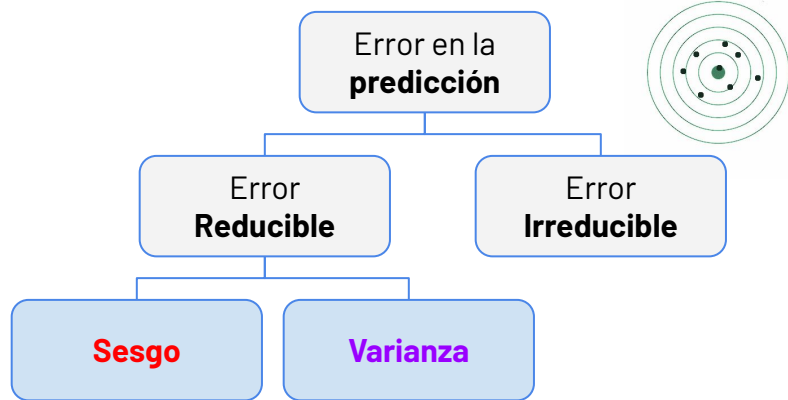 Error en la
predicción
Error
Reducible
Error
Irreducible
Sesgo
Varianza